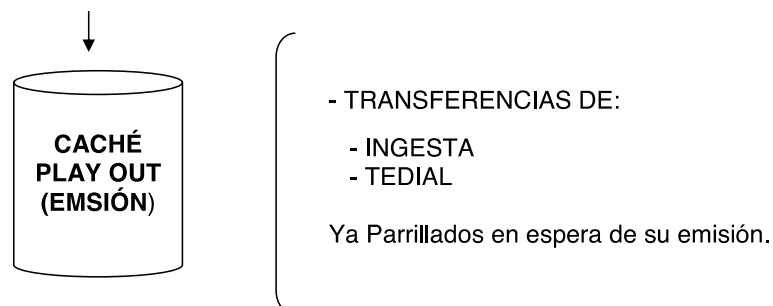 CACHÉ
PLAY OUT
(EMSIÓN)
- TRANSFERENCIAS DE:
- INGESTA
- TEDIAL
Ya Parrillados en espera de su emisión.